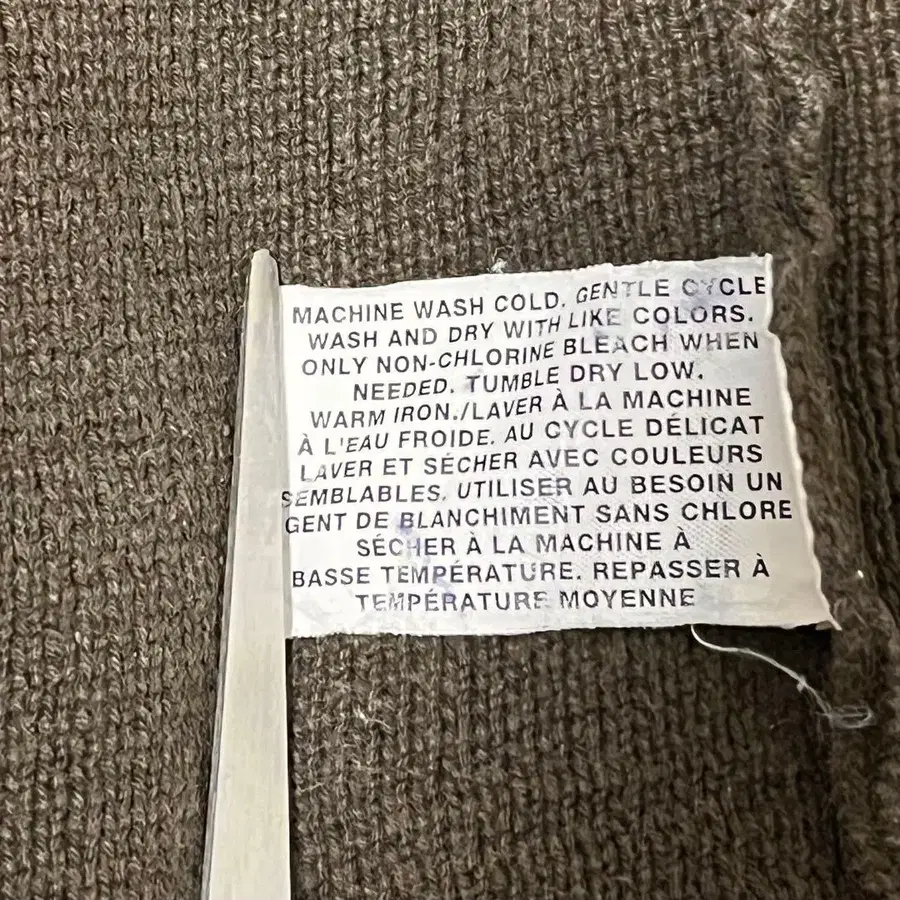 MACHINE WASH COLD. GENTLE CYCLE
WASH AND DRY WITH LIKE COLORS.
ONLY NON-CHLORINE BLEACH WHEN
NEEDED. TUMBLE DRY LOW.
WARM IRON./LAVER À LA MACHINE
À L'EAU FROIDE. AU CYCLE DÉLICAT
LAVER ET SÉCHER AVEC COULEURS
SEMBLABLES. UTILISER AU BESOIN UN
GENT DE BLANCHIMENT SANS CHLORE
SÉCHER À LA MACHINE À
BASSE TEMPÉRATURE. REPASSER À
TEMPÉRATURE MOYENNE